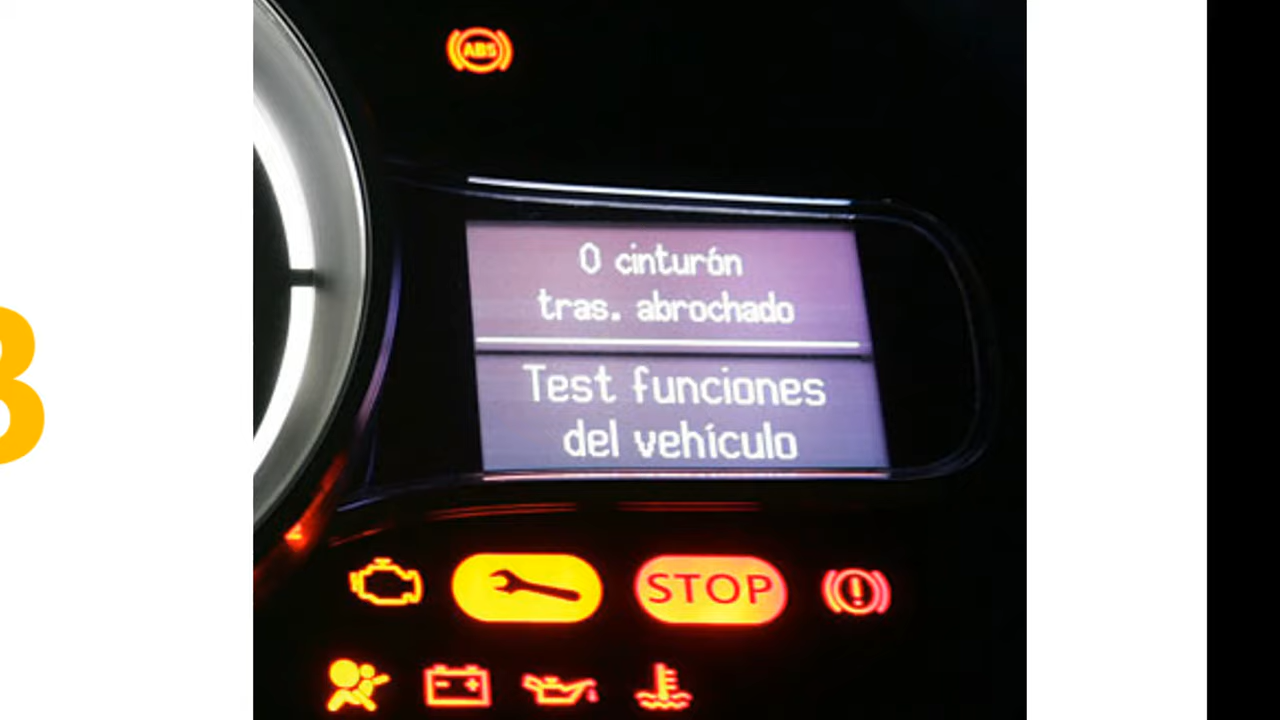 ABS
0 cinturón
tras. abrochado
Test funciones
del vehículo
STOP